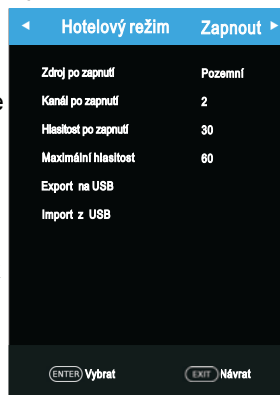 Hotelový režim Zapnout
Zdroj po zapnutí Pozemní
Kanál po zapnutí 2
Hlasitost po zapnutí 30
Maximální hlasitost 60
Export na USB
Import z USB
ENTER Vybrat EXIT Návrat